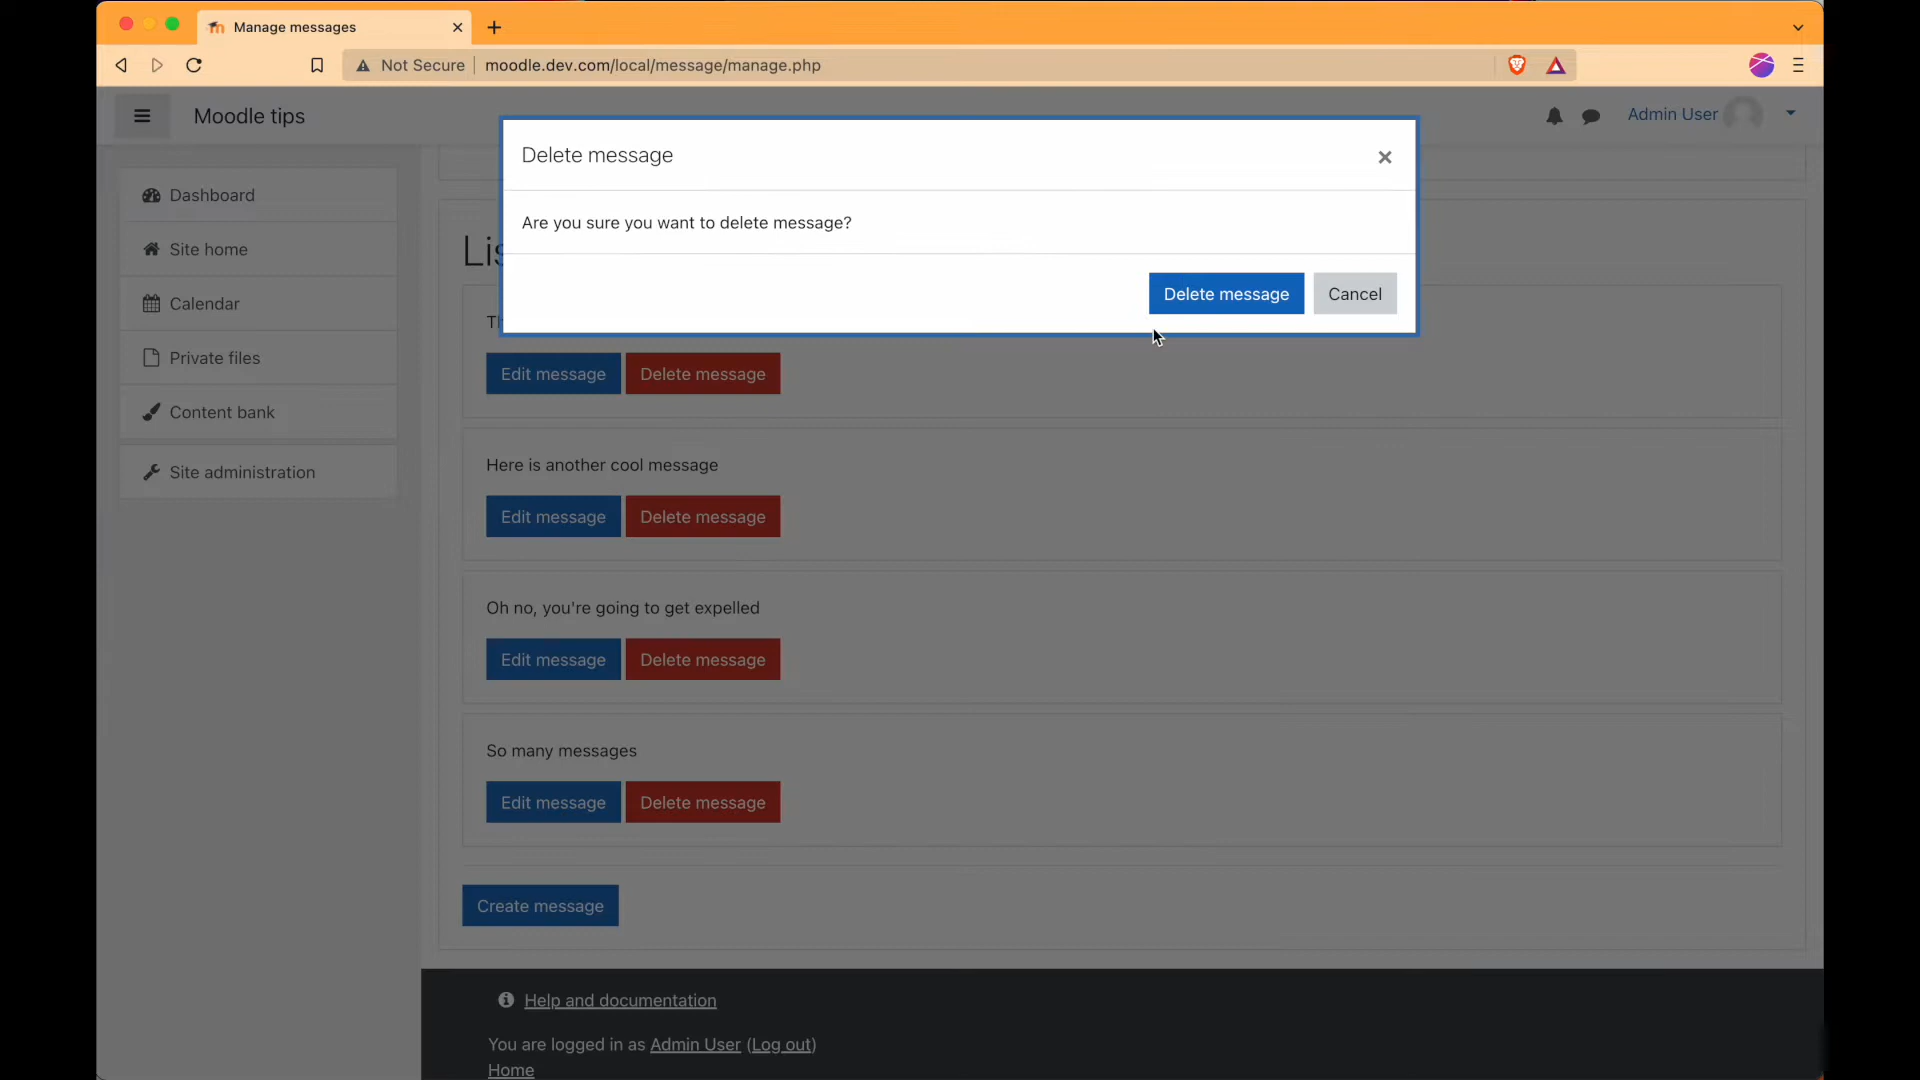 Manage messages
Not Secure
moodle.dev.com/local/message/manage.php
Moodle tips
Admin User
Delete message
Are you sure you want to delete message?
Delete message
Cancel
Dashboard
Site home
Calendar
Private files
Content bank
Site administration
Edit message
Delete message
Here is another cool message
Edit message
Delete message
Oh no, you're going to get expelled
Edit message
Delete message
So many messages
Edit message
Delete message
Create message
Help and documentation
You are logged in as Admin User (Log out)
Home